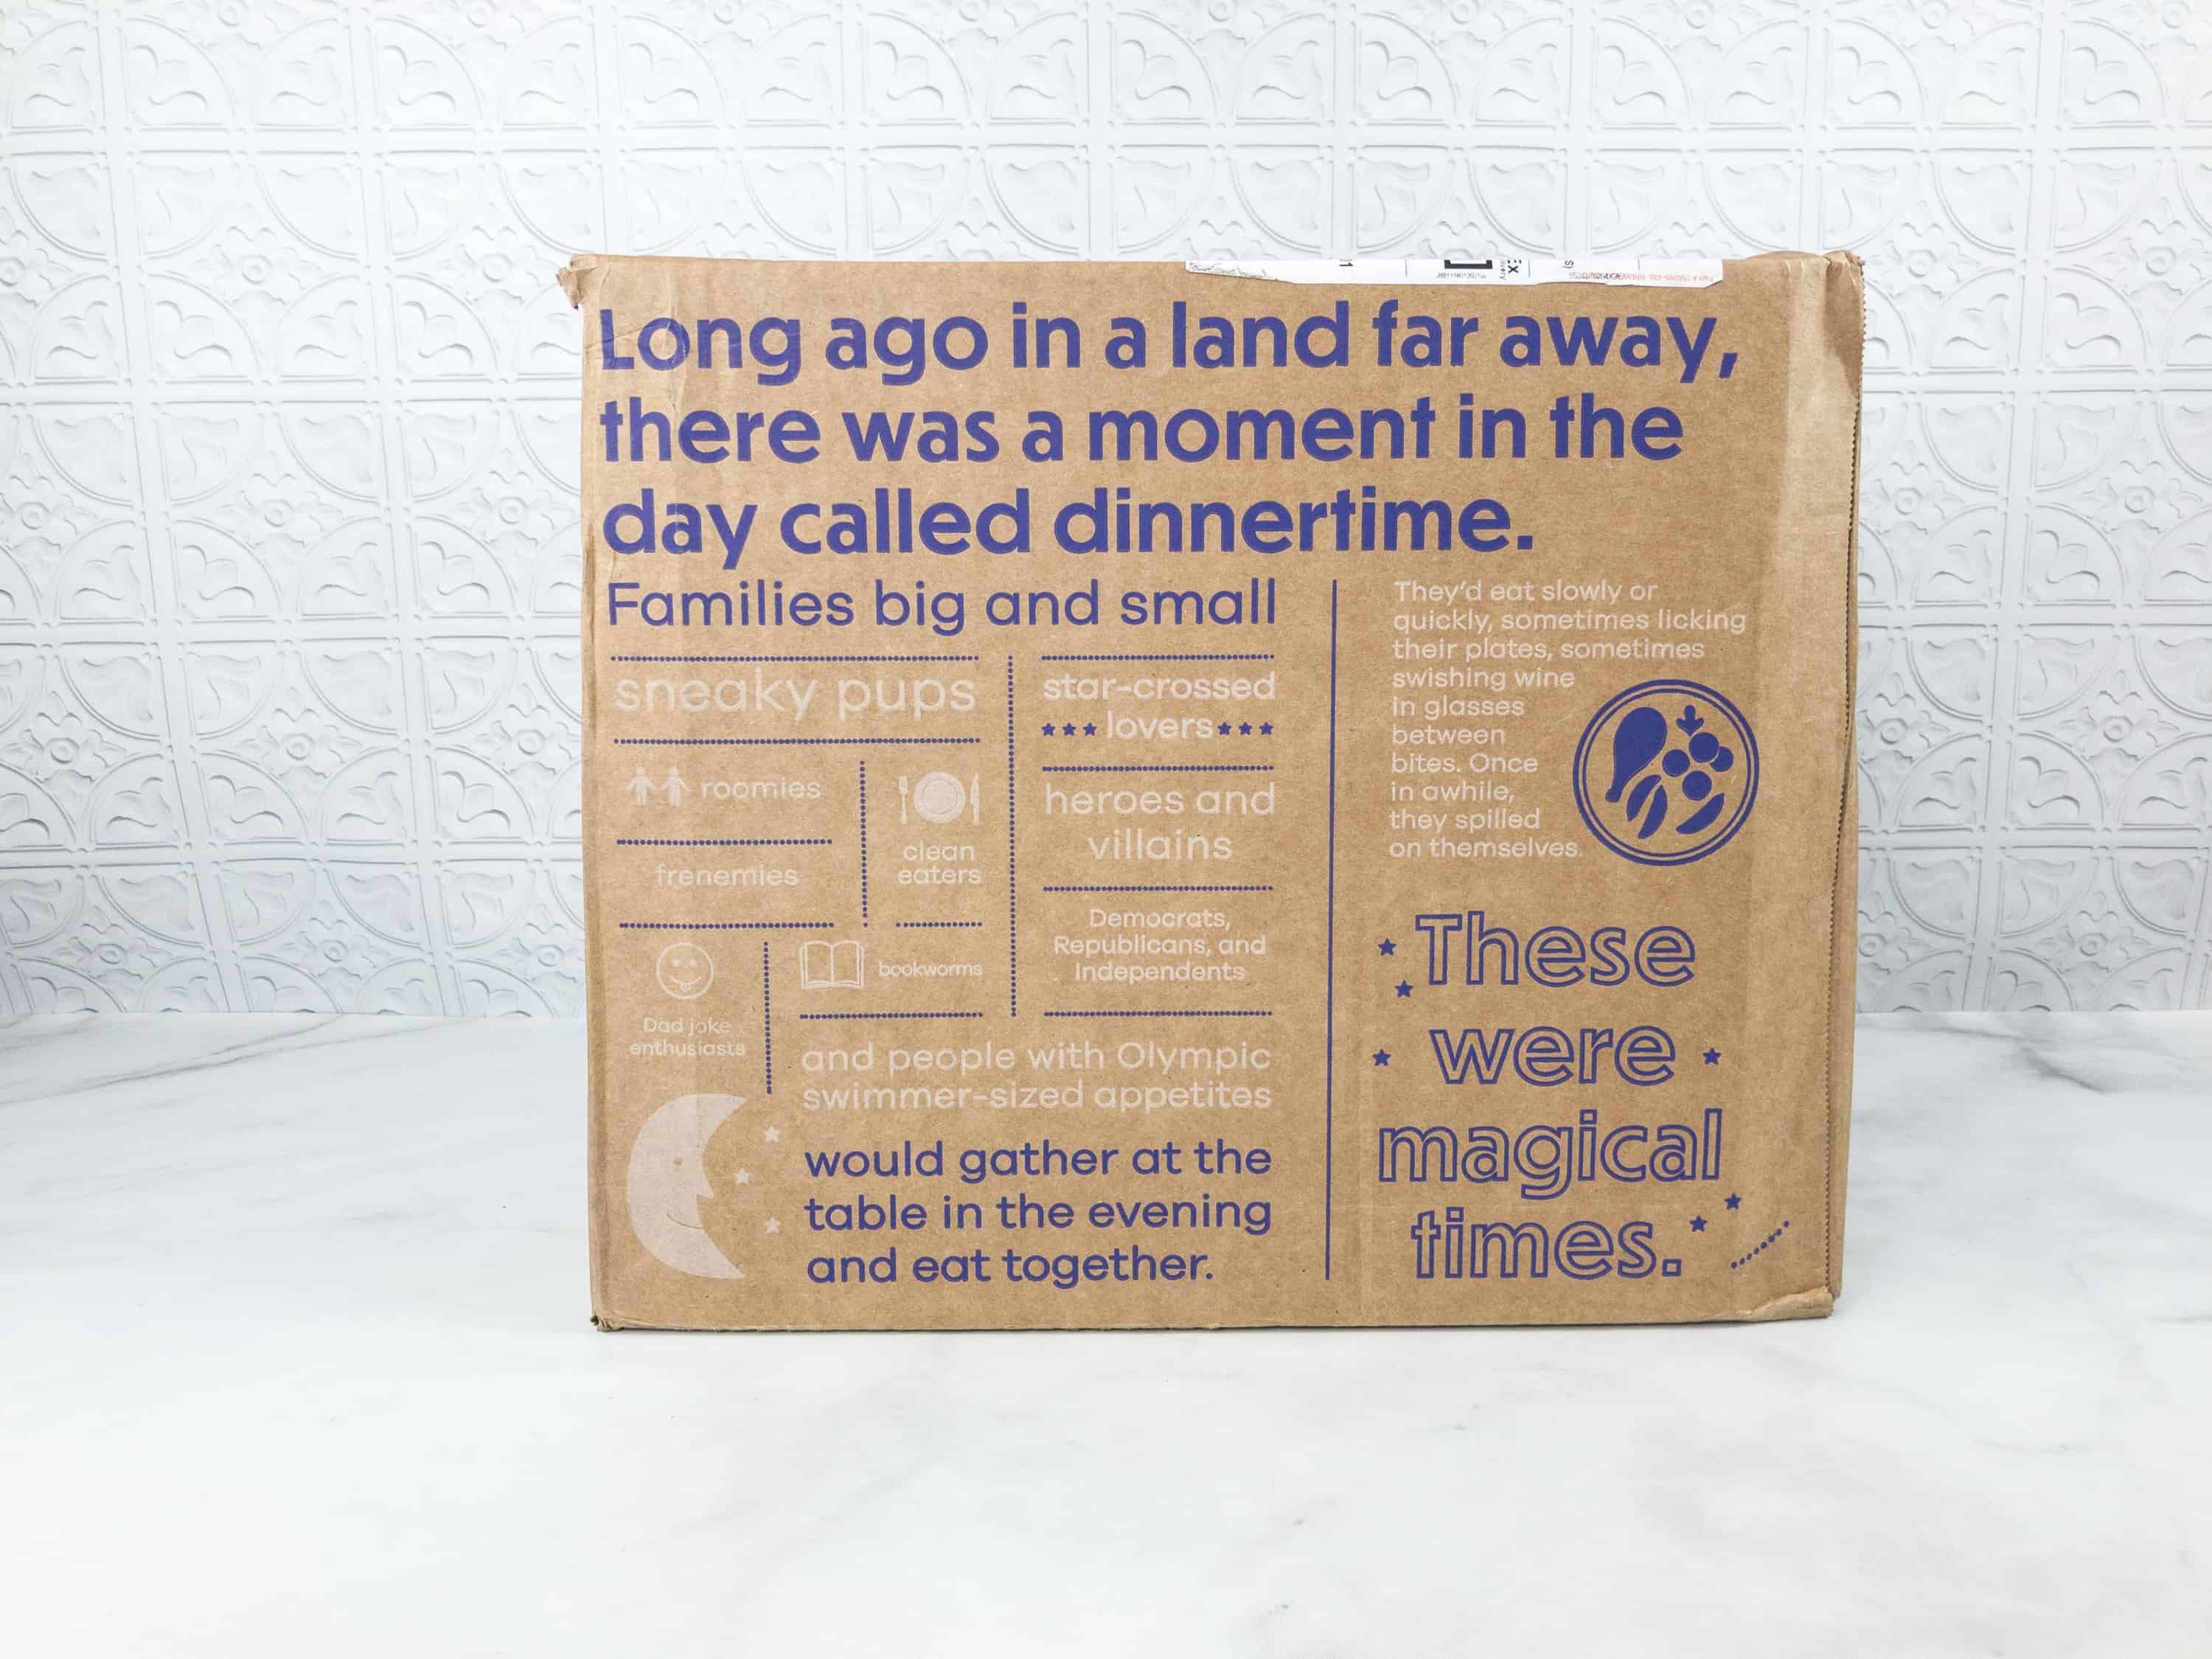 Long ago in a land far away,
there was a moment in the
day called dinnertime.
Families big and small
sneaky pups
roomies
frenemies
clean
eaters
Dad joke
enthusiasts
bookworms
star-crossed
lovers
heroes and
villains
Democrats,
Republicans, and
Independents
and people with Olympic
swimmer-sized appetites
would gather at the
table in the evening
and eat together.
They'd eat slowly or
quickly, sometimes licking
their plates, sometimes
swishing wine
in glasses
between
bites. Once
in awhile,
they spilled
on themselves.
These
were
magical
times.